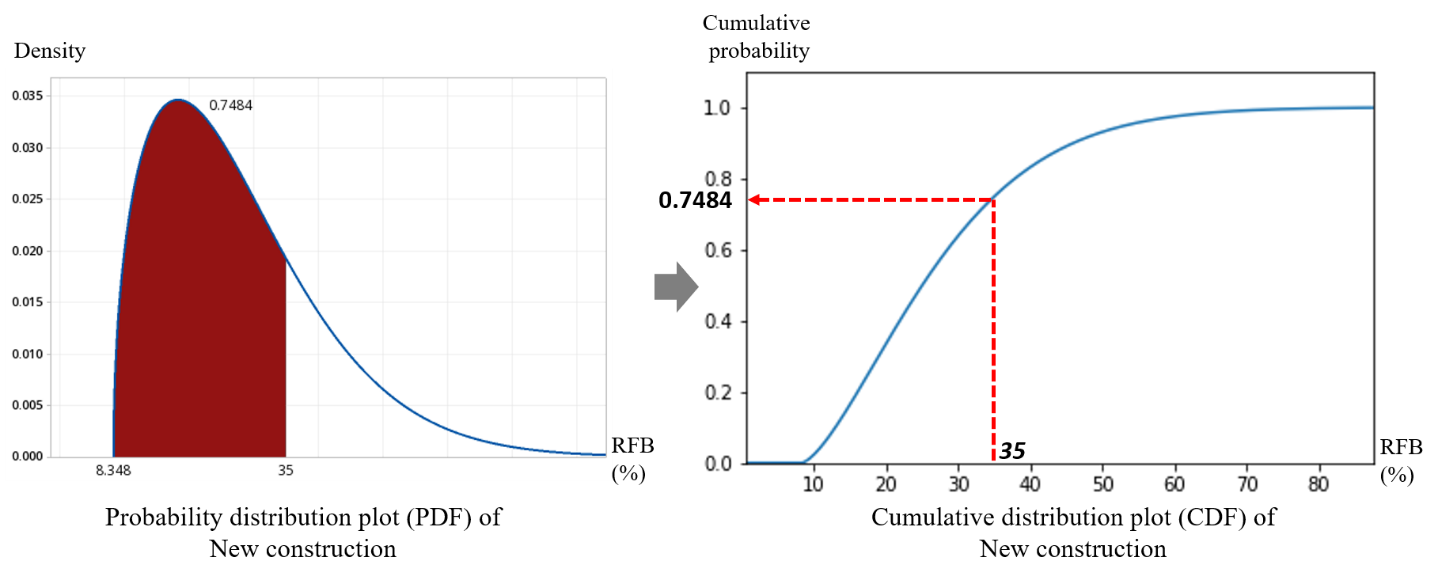 Density
0.035
0.7484
0.030
0.025
0.020
0.015
0.010
0.005
0.000
8.348
35
RFB
(%)
Probability distribution plot (PDF) of
New construction
Cumulative
probability
1.0
0.8
0.7484
0.6
0.4
0.2
0.0
35
10 20 30 40 50 60 70 80
RFB
(%)
Cumulative distribution plot (CDF) of
New construction